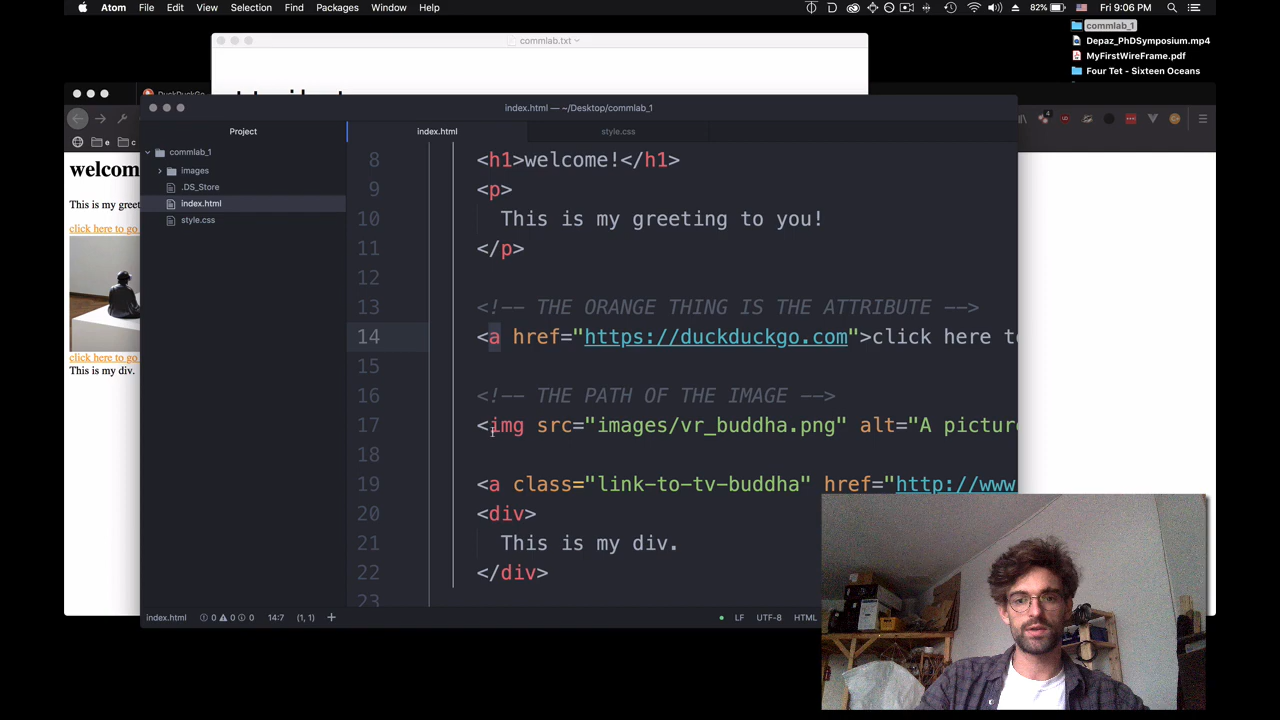 Atom File Edit View Selection Find Packages Window Help
82% Fri 9:06 PM
commlab_1
Depaz_PhDSymposium.mp4
MyFirstWireFrame.pdf
Four Tet - Sixteen Oceans
commlab.txt
DuckDuckGo
index.html — ~/Desktop/commlab_1
Project
index.html
style.css
e
c
commlab_1
images
.DS_Store
index.html
style.css
welcom
This is my greet
click here to go
click here to go
This is my div.
8 <h1>welcome!</h1>
9 <p>
10 This is my greeting to you!
11 </p>
12
13 <!-- THE ORANGE THING IS THE ATTRIBUTE -->
14 <a href="https://duckduckgo.com">click here to
15
16 <!-- THE PATH OF THE IMAGE -->
17 <img src="images/vr_buddha.png" alt="A picture
18
19 <a class="link-to-tv-buddha" href="http://www
20 <div>
21 This is my div.
22 </div>
23
index.html 0 0 0 14:7 (1, 1) LF UTF-8 HTML